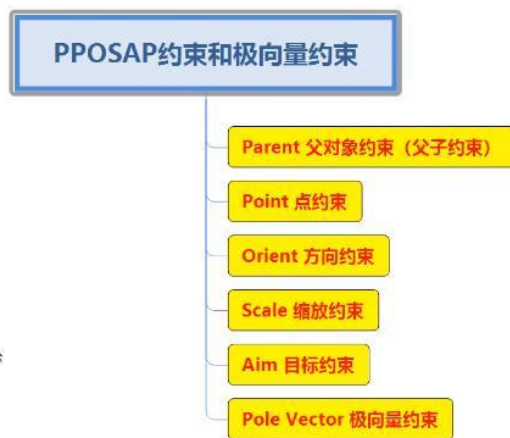 PPOSAP约束和极向量约束
Parent 父对象约束（父子约束）
Point 点约束
Orient 方向约束
Scale 缩放约束
Aim 目标约束
Pole Vector 极向量约束